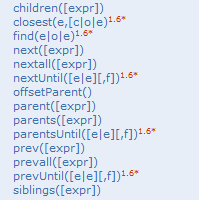 children([expr])
closest(e,[c|o|e)1.6*
find(e|o|e)1.6*
next([expr])
nextall([expr])
nextUntil([e|e][,f])1.6*
offsetParent()
parent([expr])
parents([expr])
parentsUntil([e|e][,f])1.6*
prev([expr])
prevall([expr])
prevUntil([e|e][,f])1.6*
siblings([expr])